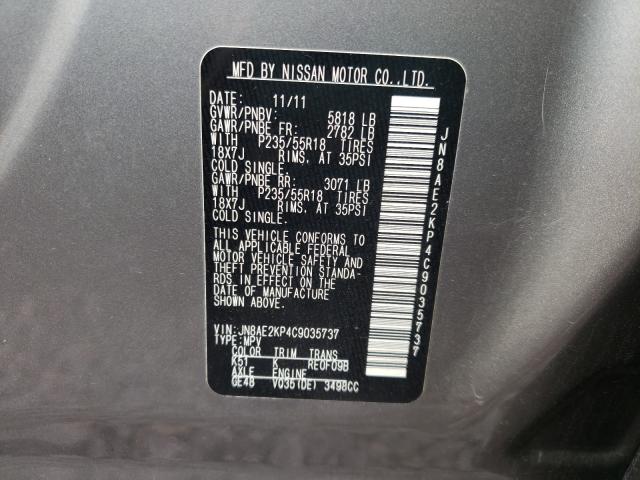 MFD BY NISSAN MOTOR CO.,LTD.
DATE: 11/11
GVWR/PNBV: 5818 LB
GAWR/PNBE FR: 2782 LB
WITH P235/55R18 TIRES
18X7J RIMS, AT 35PSI
COLD SINGLE.
GAWR/PNBE RR: 3071 LB
WITH P235/55R18 TIRES
18X7J RIMS, AT 35PSI
COLD SINGLE.
THIS VEHICLE CONFORMS TO
ALL APPLICABLE FEDERAL
MOTOR VEHICLE SAFETY AND
THEFT PREVENTION STANDA-
RDS IN EFFECT ON THE
DATE OF MANUFACTURE
SHOWN ABOVE.
VIN:JN8AE2KP4C9035737
TYPE:MPV
COLOR TRIM TRANS
K51 REOF09B
AXLE ENGINE
GE48 VQ35(DE) 3498CC
JN8AE2KP4C9035737